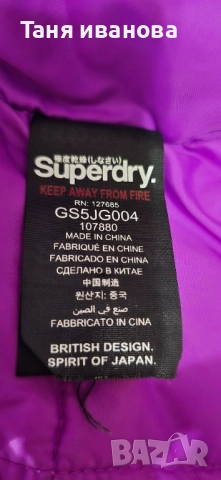 Таня иванова
極度乾燥(しなさい)
Superdry.
KEEP AWAY FROM FIRE
RN: 127685
GS5JG004
107880
MADE IN CHINA
FABRIQUÉ EN CHINE
FABRICADO EN CHINA
СДЕЛАНО В КИТАЕ
中国制造
원산지: 중국
صنع في الصين
FABBRICATO IN CINA
BRITISH DESIGN.
SPIRIT OF JAPAN.
BAZAR